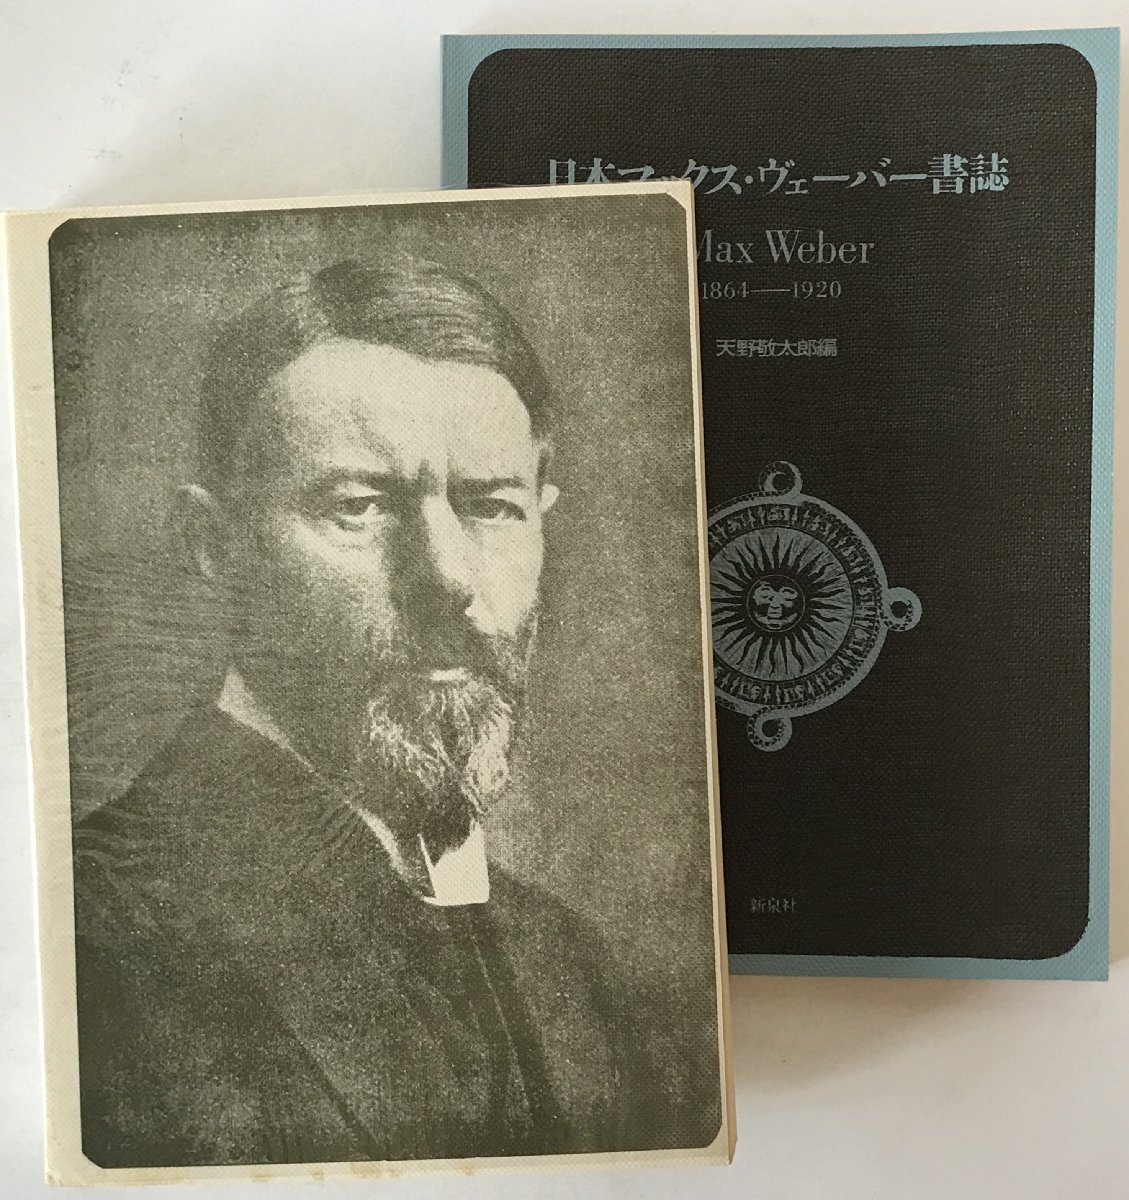 日本マックス・ヴェーバー書誌
Max Weber
1864—1920
天野敬太郎編
新泉社